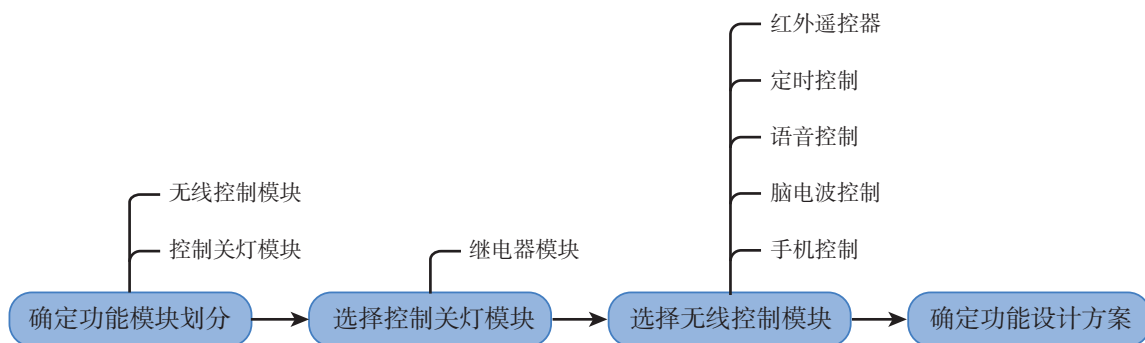 红外遥控器
定时控制
语音控制
脑电波控制
手机控制
无线控制模块
控制关灯模块
继电器模块
确定功能模块划分
选择控制关灯模块
选择无线控制模块
确定功能设计方案